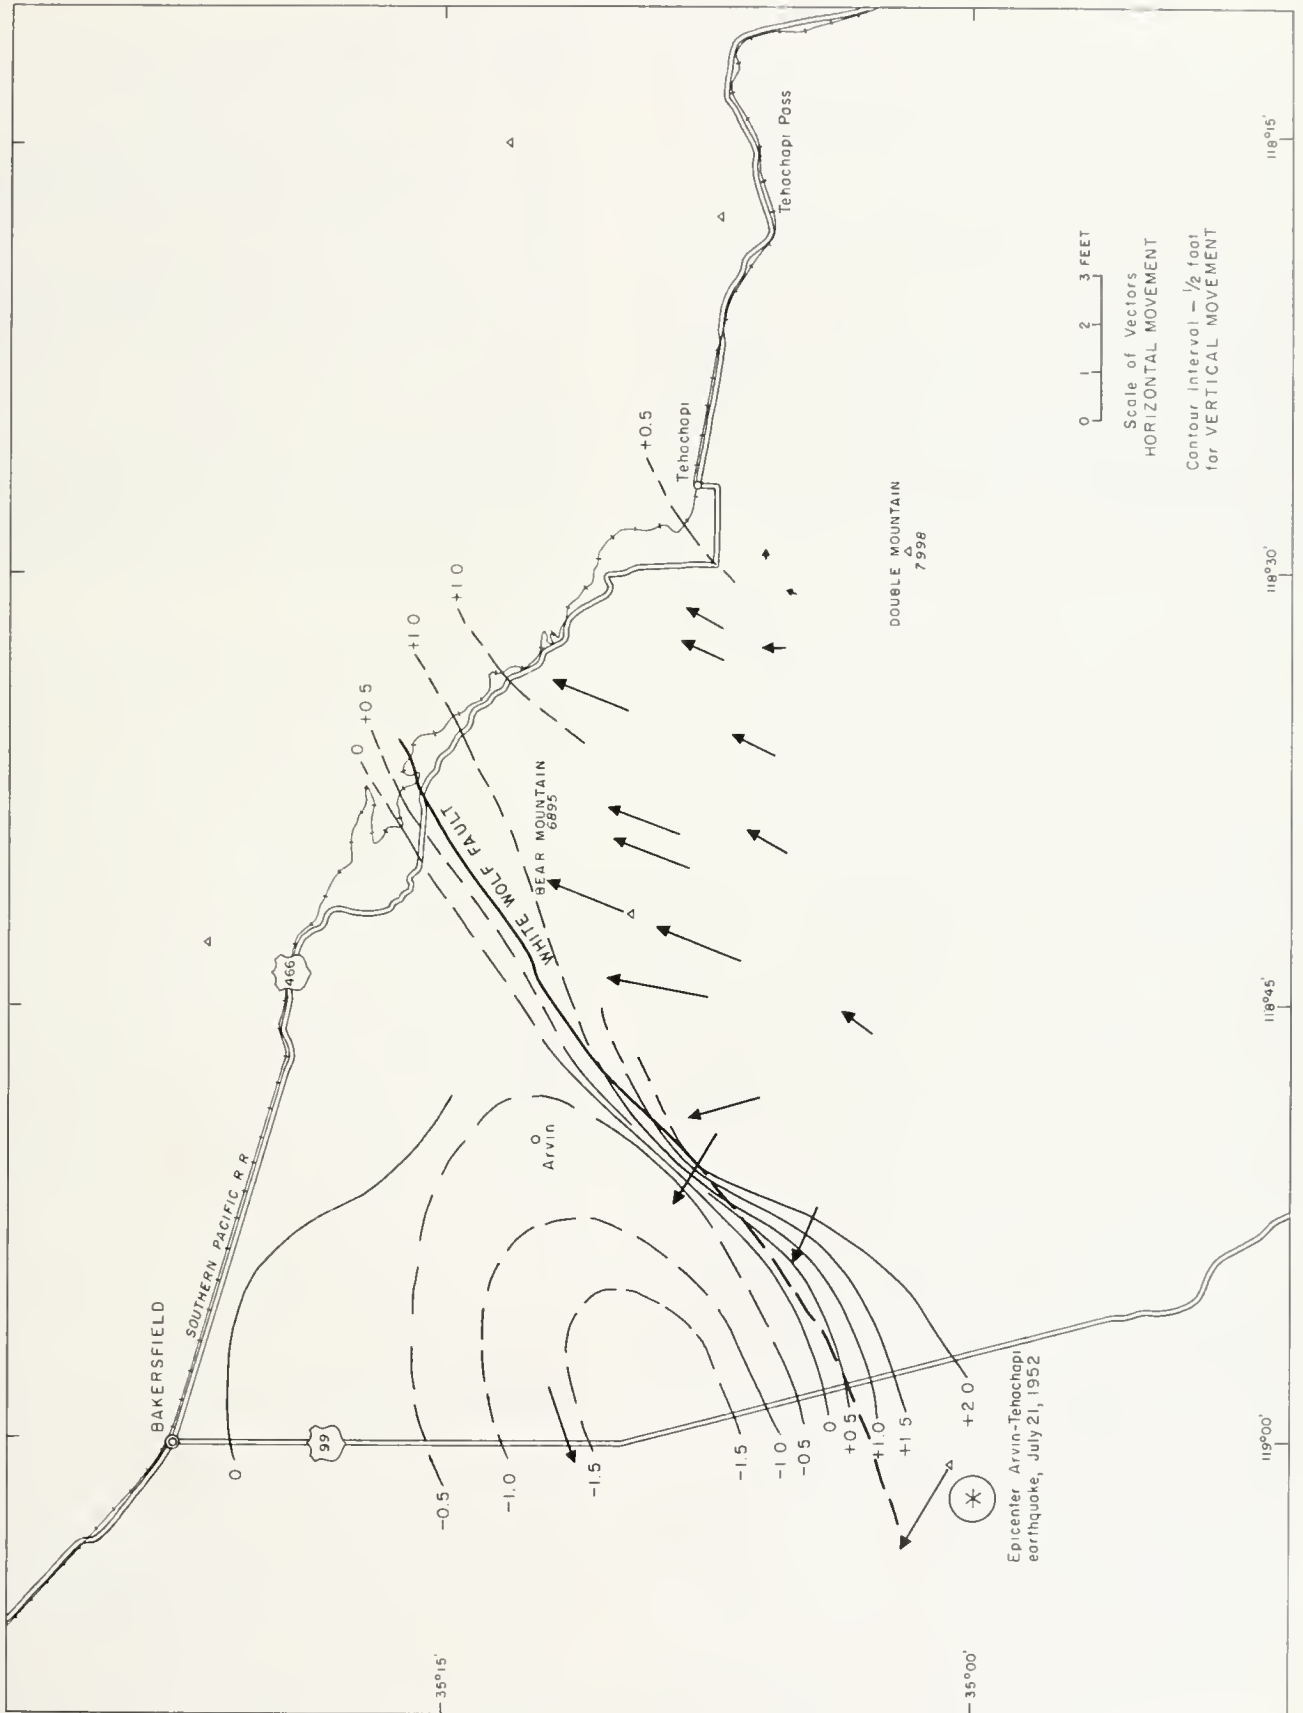 BAKERSFIELD
SOUTHERN PACIFIC R R
466
99
0
-0.5
-1.0
-1.5
-1.5
-1.0
-0.5
0
+0.5
+1.0
+1.5
+2.0
Arvin
WHITE WOLF FAULT
BEAR MOUNTAIN
6895
0
+0.5
+1.0
+1.0
+0.5
Tehachapi
Tehachapi Pass
DOUBLE MOUNTAIN
7998
Epicenter Arvin-Tehachapi
earthquake, July 21, 1952
0 1 2 3 FEET
Scale of Vectors
HORIZONTAL MOVEMENT
Contour Interval - 1/2 foot
for VERTICAL MOVEMENT
35°15'
35°00'
119°00'
118°45'
118°30'
118°15'